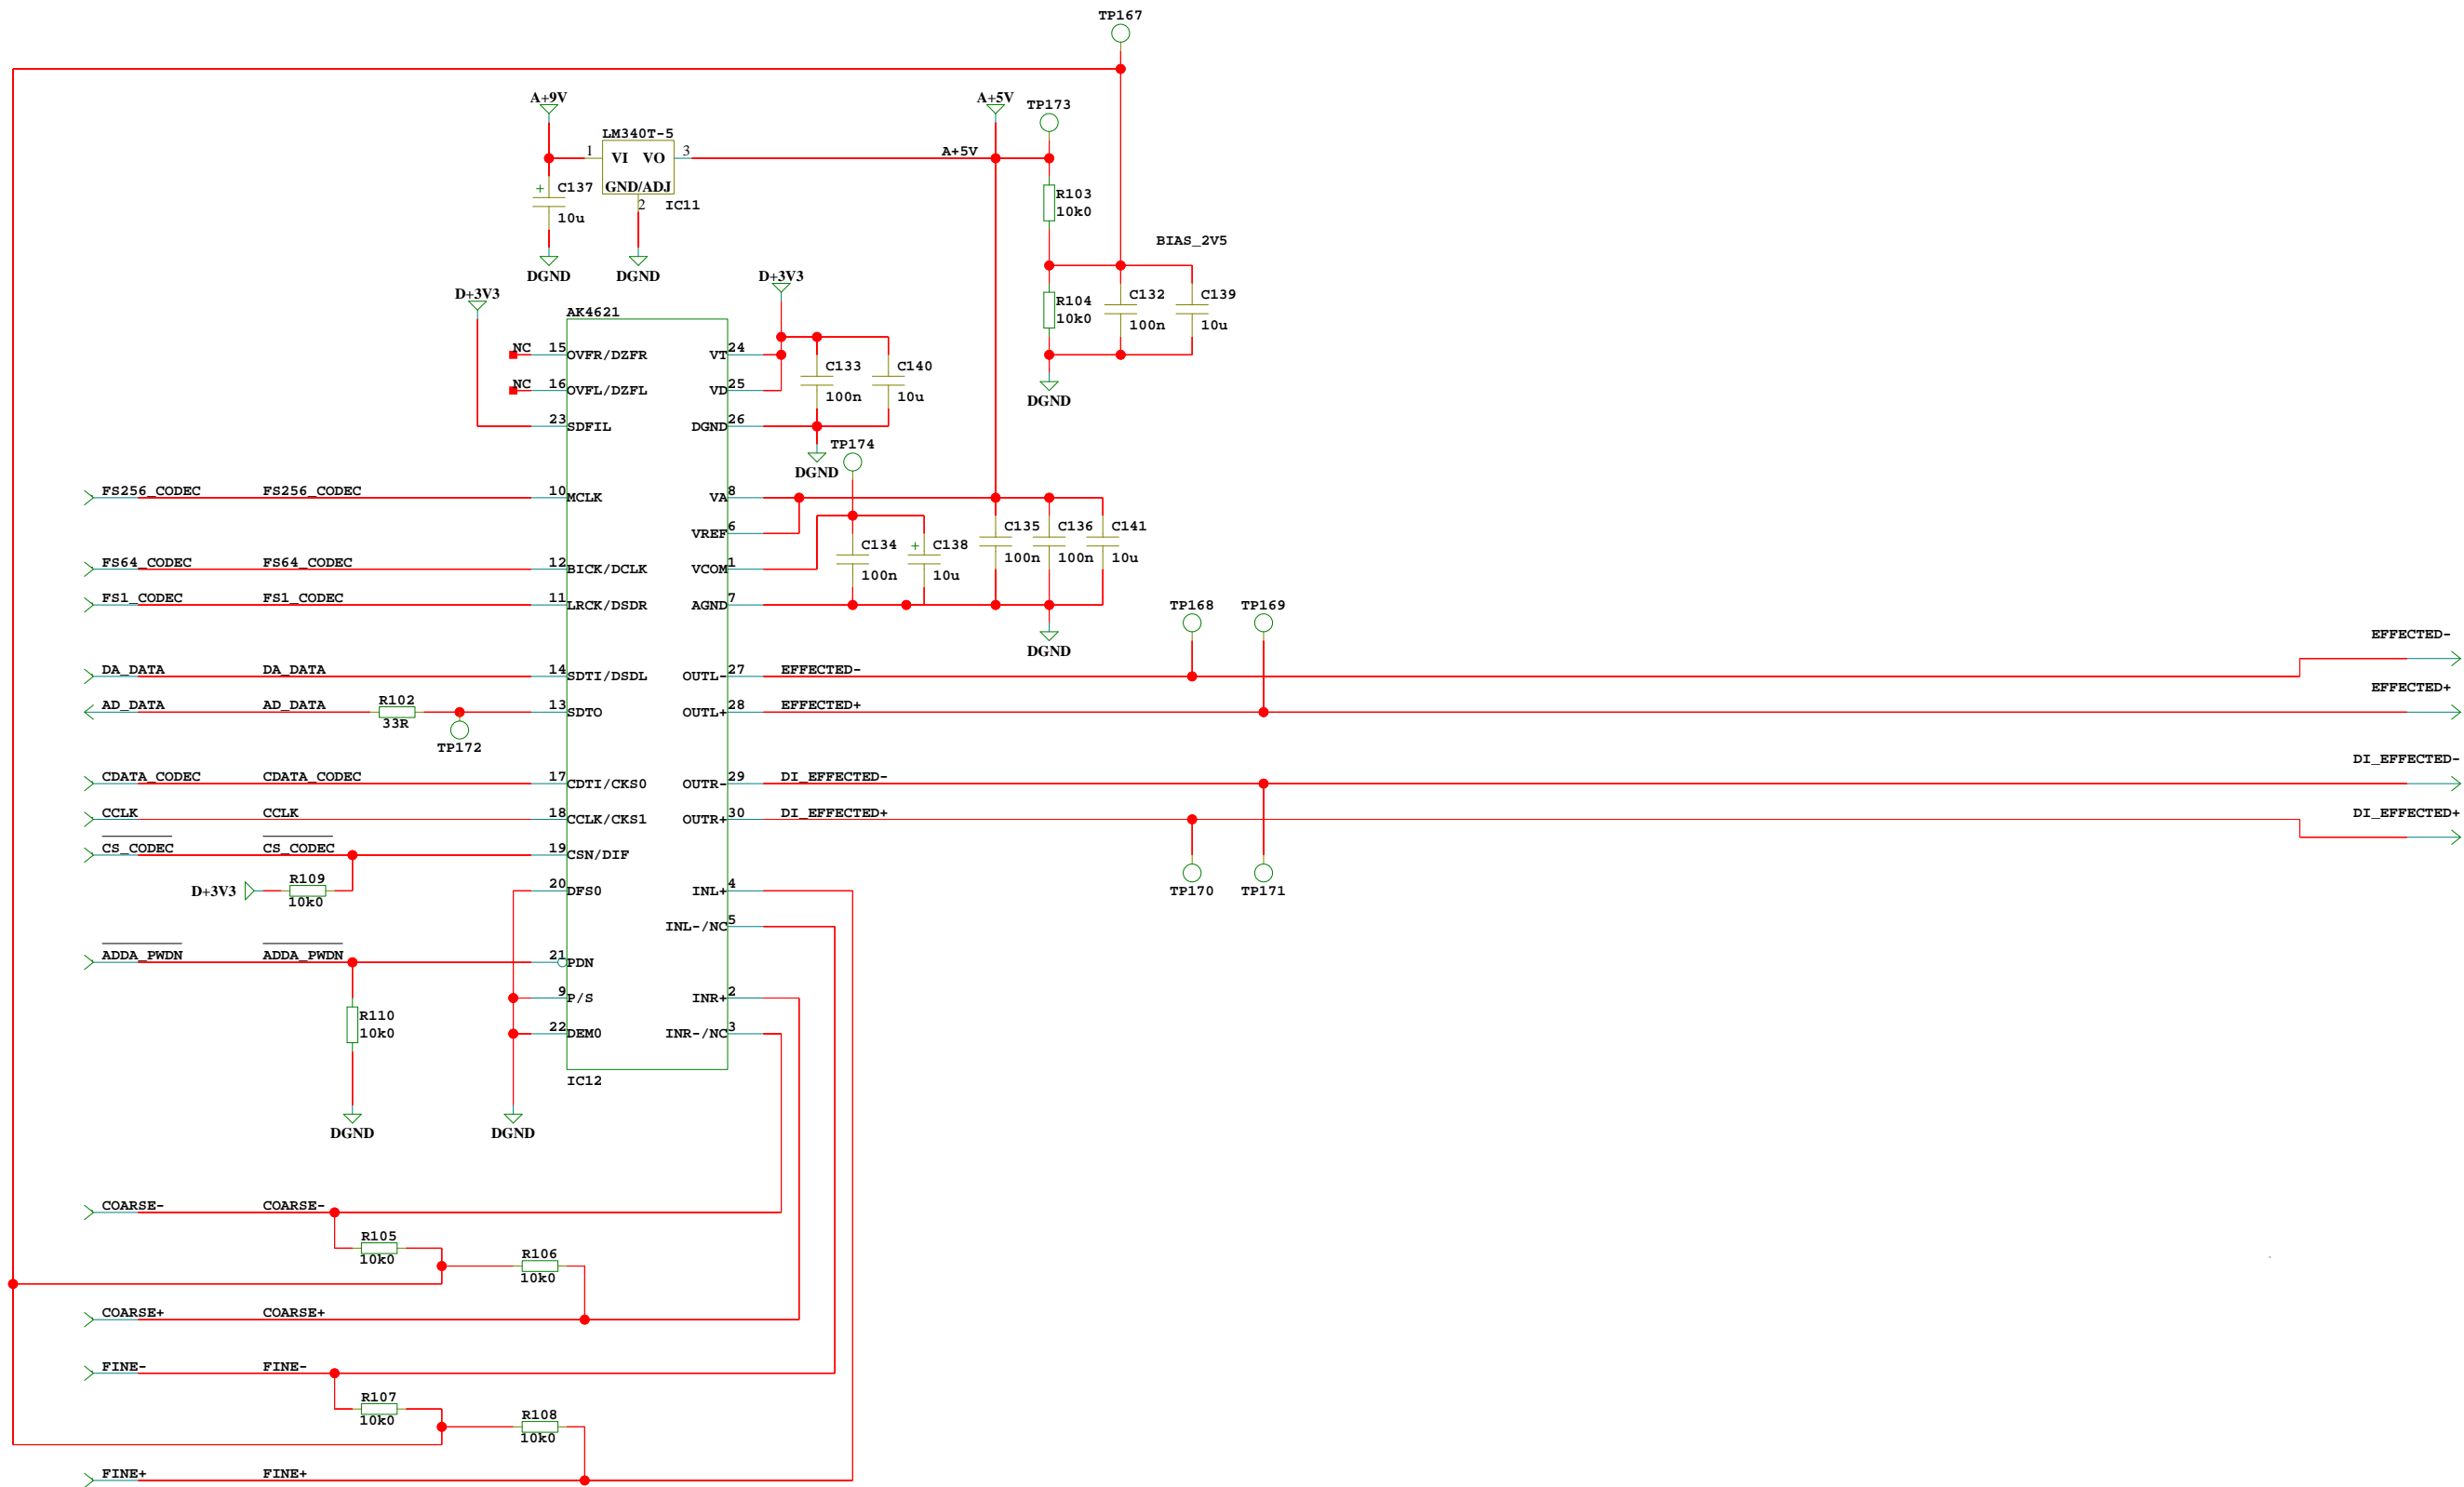 TP167
A+9V
A+5V
TP173
LM340T-5
1 VI VO 3
A+5V
GND/ADJ
+ C137
10u
2 IC11
R103
10k0
DGND
DGND
BIAS_2V5
D+3V3
D+3V3
R104
10k0
C132
100n
C139
10u
DGND
AK4621
NC 15 OVFR/DZFR
VT 24
NC 16 OVFL/DZFL
VD 25
C133
100n
C140
10u
23 SDFIL
DGND 26
DGND
TP174
FS256_CODEC FS256_CODEC 10 MCLK
VA 8
VREF 6
C134
100n
+ C138
10u
C135
100n
C136
100n
C141
10u
FS64_CODEC FS64_CODEC 12 BICK/DCLK
VCOM 1
FS1_CODEC FS1_CODEC 11 LRCK/DSDR
AGND 7
DGND
TP168
TP169
EFFECTED-
DA_DATA DA_DATA 14 SDTI/DSDL
OUTL- 27 EFFECTED-
EFFECTED+
AD_DATA AD_DATA R102 13 SDTO
33R
TP172
OUTL+ 28 EFFECTED+
DI_EFFECTED-
CDATA_CODEC CDATA_CODEC 17 CDTI/CKS0
OUTR- 29 DI_EFFECTED-
DI_EFFECTED+
CCLK CCLK 18 CCLK/CKS1
OUTR+ 30 DI_EFFECTED+
CS_CODEC CS_CODEC 19 CSN/DIF
TP170
TP171
D+3V3 R109
10k0
20 DFS0
INL+ 4
INL-/NC 5
ADDA_PWDN ADDA_PWDN 21 PDN
9 P/S
INR+ 2
R110
10k0
22 DEM0
INR-/NC 3
IC12
DGND
DGND
COARSE- COARSE-
R105
10k0
R106
10k0
COARSE+ COARSE+
FINE- FINE-
R107
10k0
R108
10k0
FINE+ FINE+